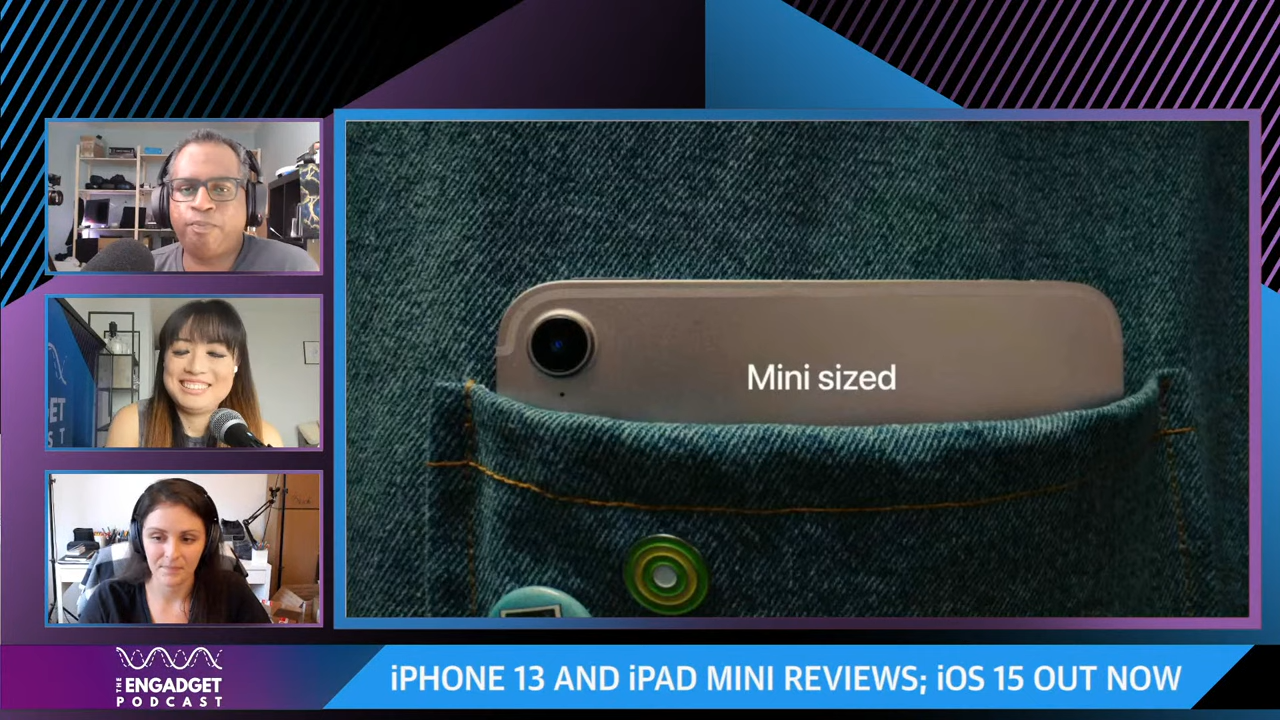 Mini sized
THE
ENGADGET
PODCAST
iPHONE 13 AND iPAD MINI REVIEWS; iOS 15 OUT NOW